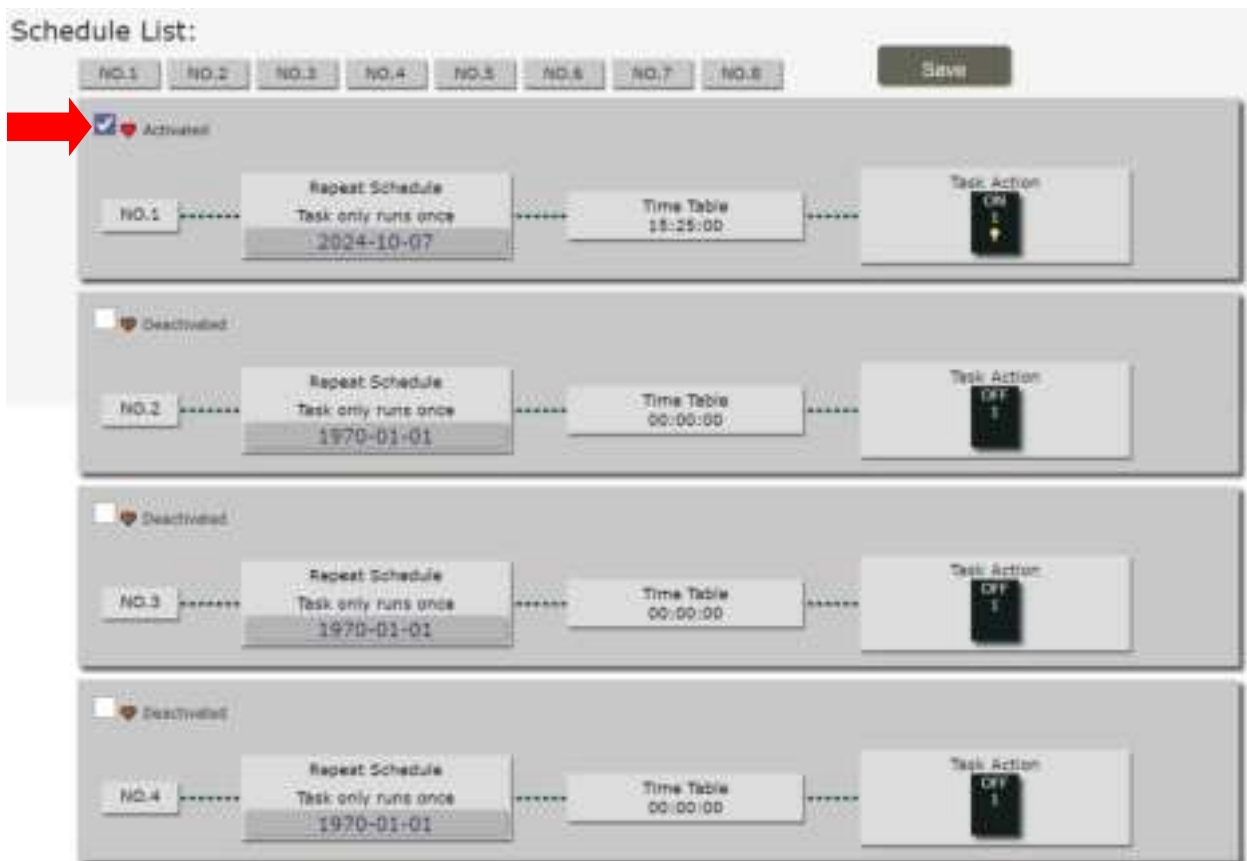 Schedule List:
NO.1 NO.2 NO.3 NO.4 NO.5 NO.6 NO.7 NO.8 Save
Activated
NO.1
Repeat Schedule
Task only runs once
2024-10-07
Time Table
15:25:00
Task Action
ON
1
Deactivated
NO.2
Repeat Schedule
Task only runs once
1970-01-01
Time Table
00:00:00
Task Action
OFF
1
Deactivated
NO.3
Repeat Schedule
Task only runs once
1970-01-01
Time Table
00:00:00
Task Action
OFF
1
Deactivated
NO.4
Repeat Schedule
Task only runs once
1970-01-01
Time Table
00:00:00
Task Action
OFF
1